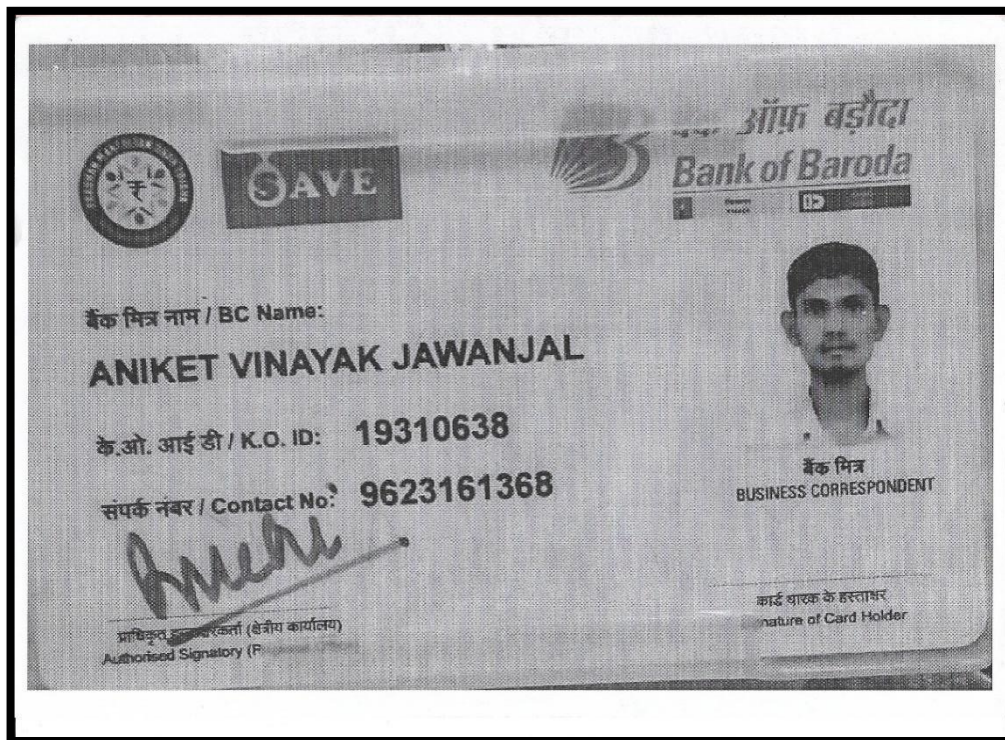 SAVE
ऑफ़ बड़ौदा
Bank of Baroda
बैंक मित्र नाम / BC Name:
ANIKET VINAYAK JAWANJAL
के.ओ. आई डी / K.O. ID: 19310638
संपर्क नंबर / Contact No: 9623161368
बैंक मित्र
BUSINESS CORRESPONDENT
प्राधिकृत (क्षेत्रीय कार्यालय)
Authorised Signatory
कार्ड धारक के हस्ताक्षर
of Card Holder